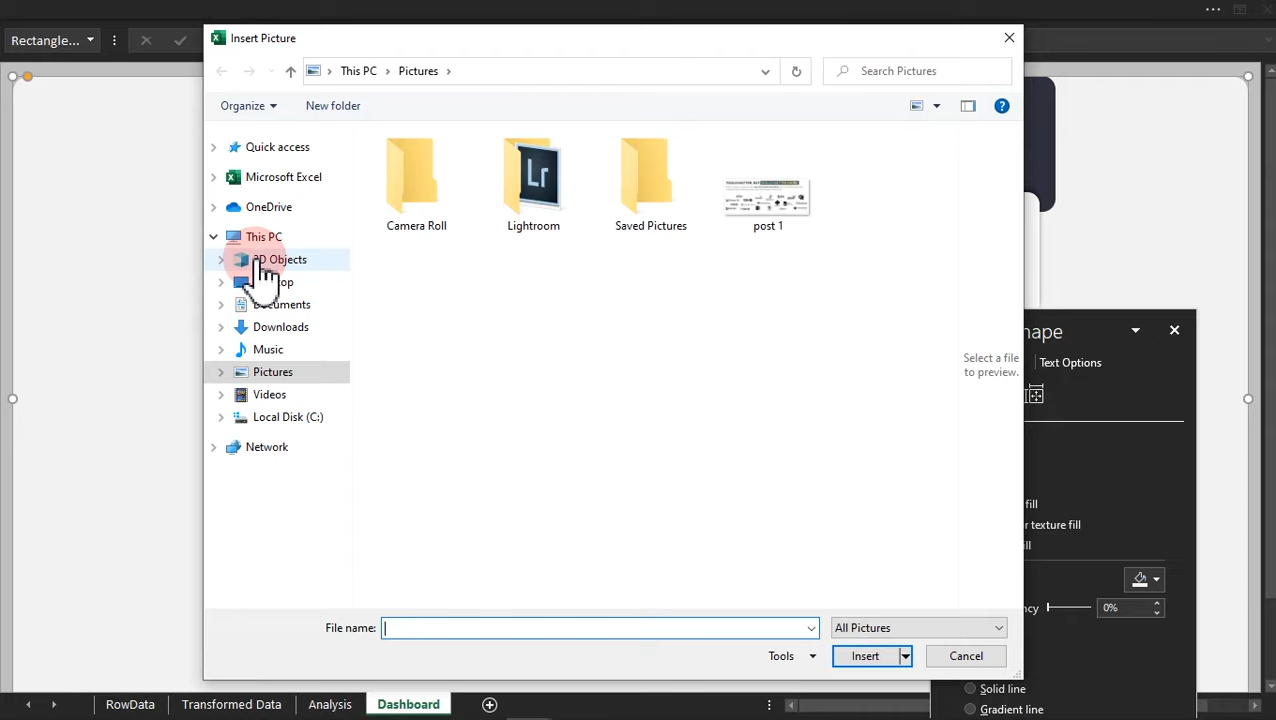 Rectangle...
Insert Picture
This PC
Pictures
Search Pictures
Organize
New folder
Quick access
Microsoft Excel
OneDrive
This PC
3D Objects
Documents
Downloads
Music
Pictures
Videos
Local Disk (C:)
Network
Lr
Camera Roll
Lightroom
Saved Pictures
post 1
Select a file
to preview.
File name:
All Pictures
Tools
Insert
Cancel
hape
Text Options
fill
r texture fill
ill
ncy
0%
Solid line
Gradient line
RowData
Transformed Data
Analysis
Dashboard